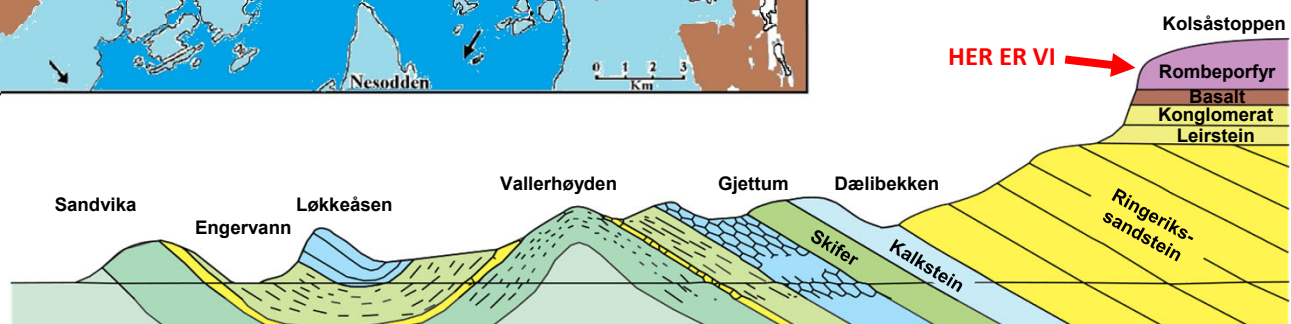 Nesodden
0 1 2 3
Km
Kolsåstoppen
HER ER VI
Rombeporfyr
Basalt
Konglomerat
Leirstein
Sandvika
Engervann
Løkkeåsen
Vallerhøyden
Gjettum
Dælibekken
Skifer
Kalkstein
Ringeriks-
sandstein